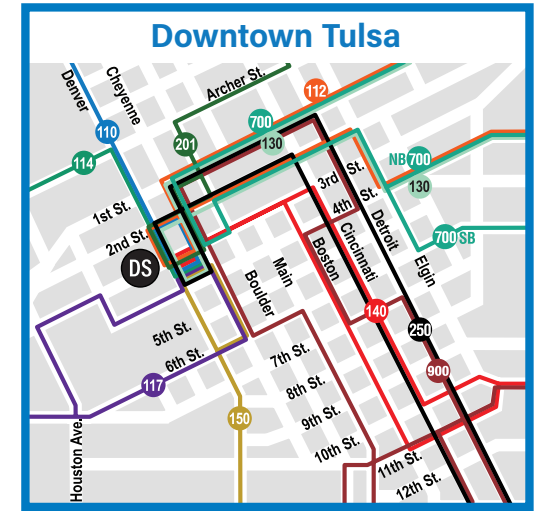 Downtown Tulsa
Denver
Cheyenne
Archer St.
112
110
700
201
130
114
NB 700
130
3rd St.
4th St.
1st St.
2nd St.
DS
Detroit
Cincinnati
Boston
Elgin
700 SB
Main
Boulder
140
250
5th St.
6th St.
7th St.
900
117
8th St.
150
9th St.
10th St.
11th St.
12th St.
Houston Ave.